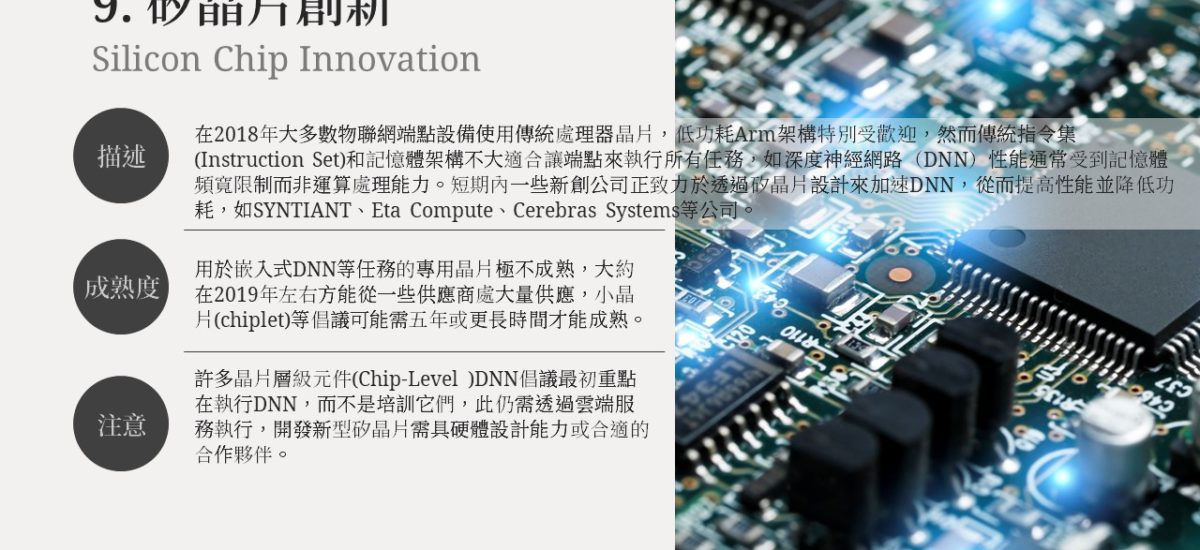 9. 矽晶片創新
Silicon Chip Innovation
描述
在2018年大多數物聯網端點設備使用傳統處理器晶片，低功耗Arm架構特別受歡迎，然而傳統指令集
(Instruction Set)和記憶體架構不大適合讓端點來執行所有任務，如深度神經網路（DNN）性能通常受到記憶體
頻寬限制而非運算處理能力。短期內一些新創公司正致力於透過矽晶片設計來加速DNN，從而提高性能並降低功
耗，如SYNTIANT、Eta Compute、Cerebras Systems等公司。
成熟度
用於嵌入式DNN等任務的專用晶片極不成熟，大約
在2019年左右方能從一些供應商處大量供應，小晶
片(chiplet)等倡議可能需五年或更長時間才能成熟。
注意
許多晶片層級元件(Chip-Level )DNN倡議最初重點
在執行DNN，而不是培訓它們，此仍需透過雲端服
務執行，開發新型矽晶片需具硬體設計能力或合適的
合作夥伴。
R110
C37
C46
C47